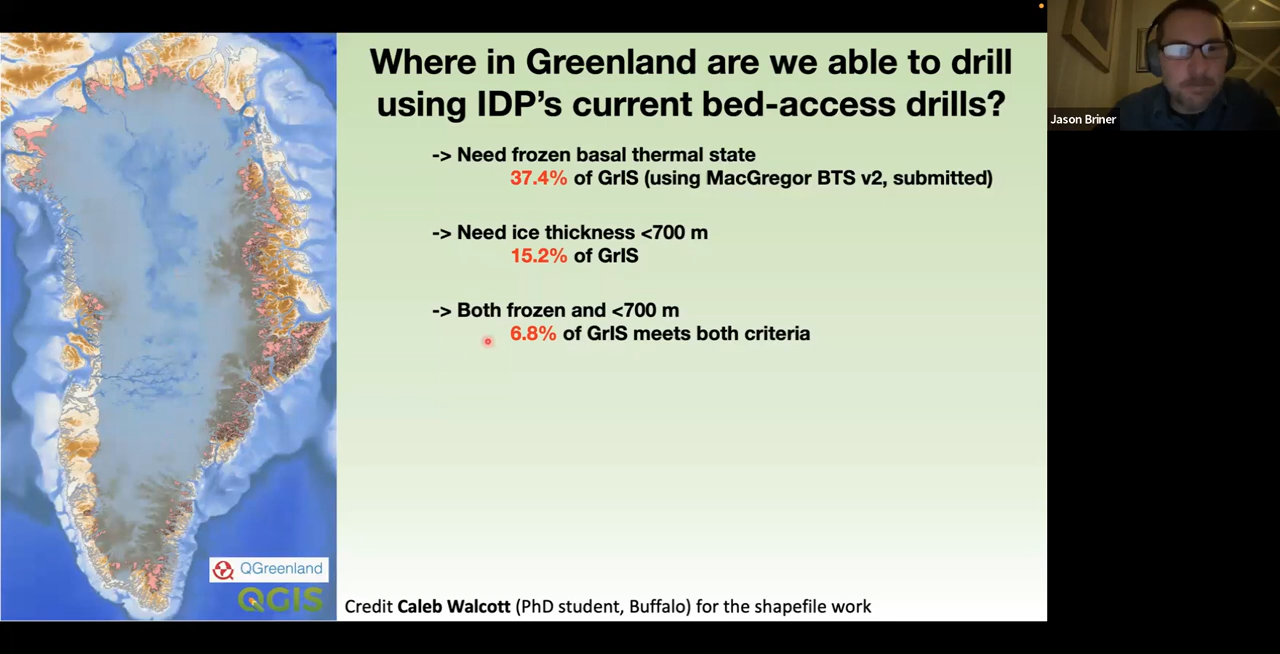 Where in Greenland are we able to drill
using IDP's current bed-access drills?
-> Need frozen basal thermal state
37.4% of GrIS (using MacGregor BTS v2, submitted)
-> Need ice thickness <700 m
15.2% of GrIS
-> Both frozen and <700 m
6.8% of GrIS meets both criteria
QGreenland
QGIS
Credit Caleb Walcott (PhD student, Buffalo) for the shapefile work
Jason Briner